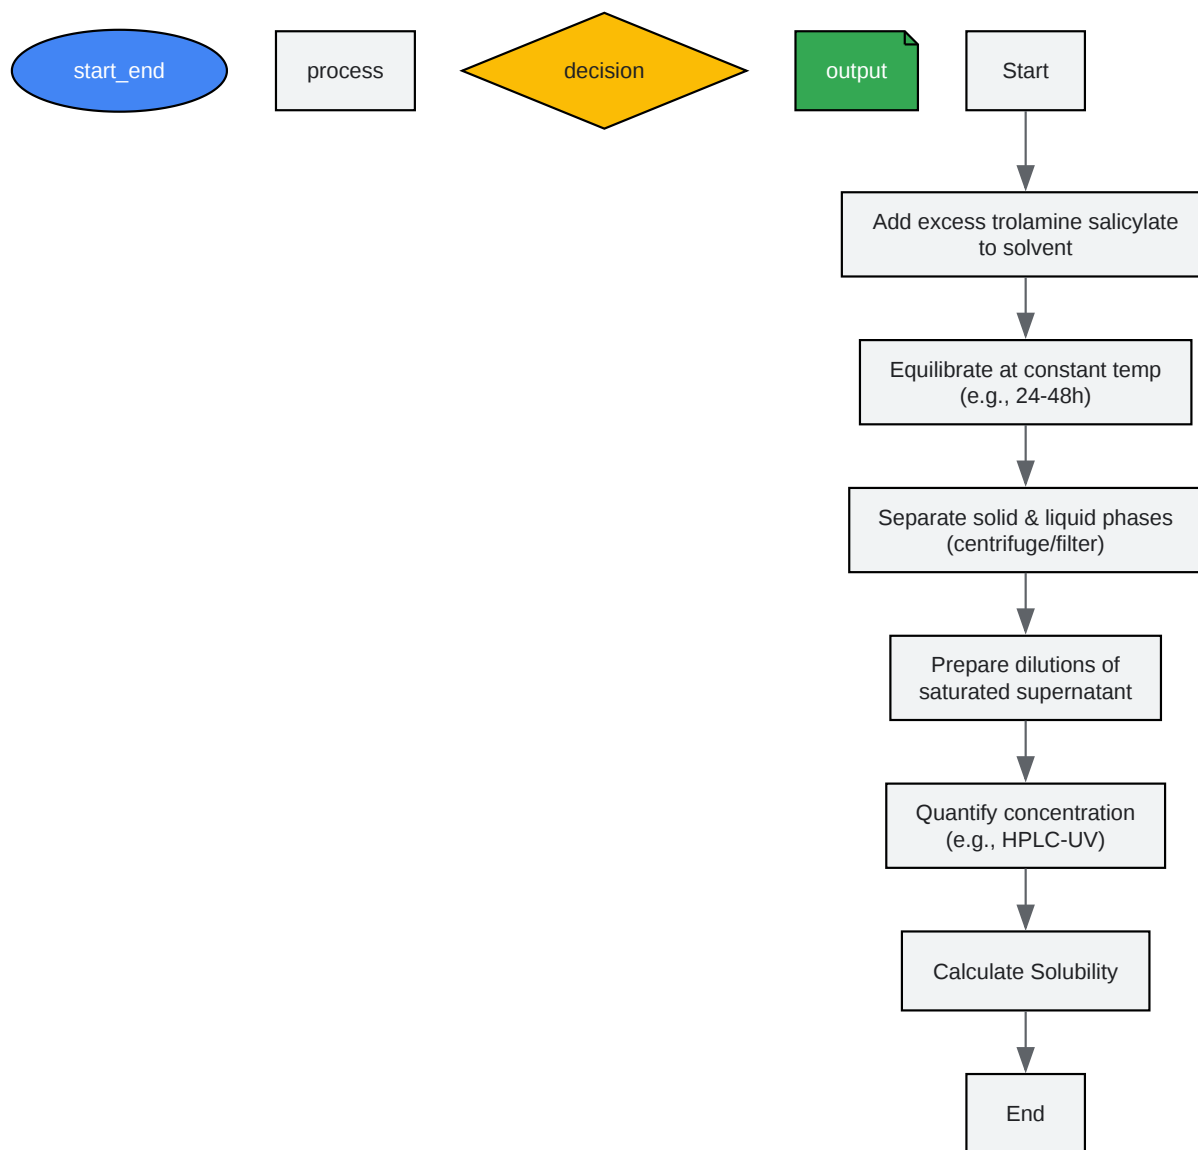 start_end
process
decision
output
Start
Add excess trolamine salicylate
to solvent
Equilibrate at constant temp
(e.g., 24-48h)
Separate solid & liquid phases
(centrifuge/filter)
Prepare dilutions of
saturated supernatant
Quantify concentration
(e.g., HPLC-UV)
Calculate Solubility
End